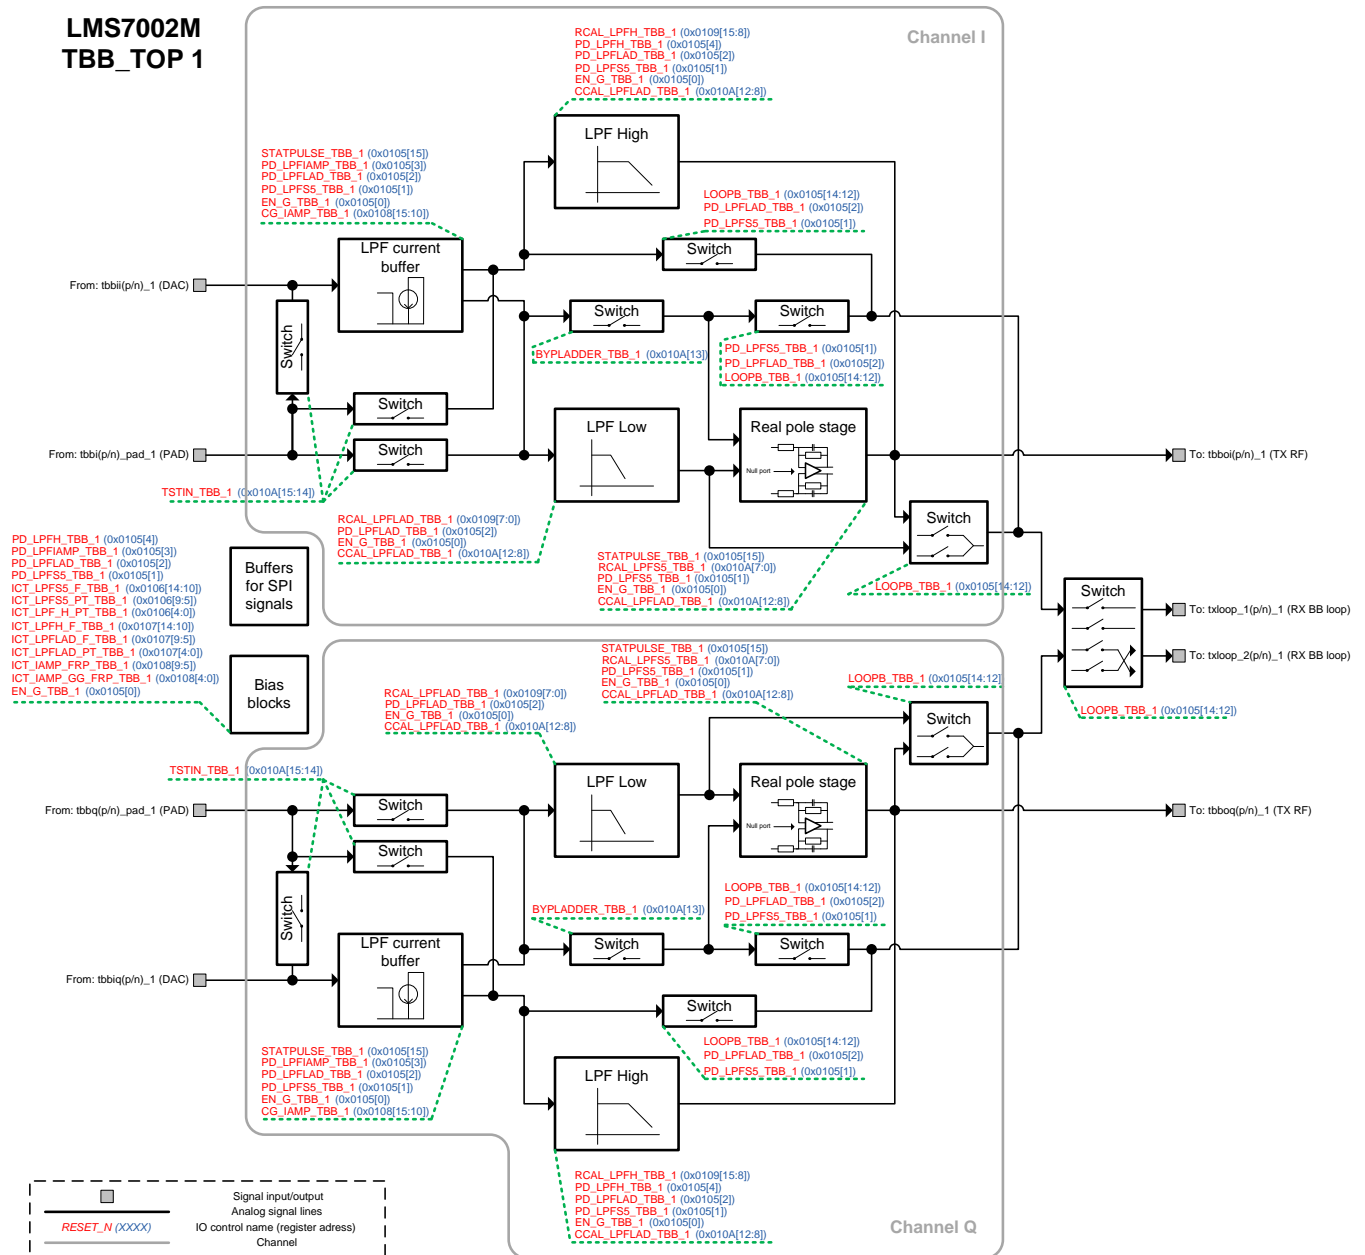 LMS7002M
TBB_TOP 1
Channel I
RCAL_LPFH_TBB_1 (0x0109[15:8])
PD_LPFH_TBB_1 (0x0105[4])
PD_LPFLAD_TBB_1 (0x0105[2])
PD_LPFS5_TBB_1 (0x0105[1])
EN_G_TBB_1 (0x0105[0])
CCAL_LPFLAD_TBB_1 (0x010A[12:8])
LPF High
STATPULSE_TBB_1 (0x0105[15])
PD_LPFIAMP_TBB_1 (0x0105[3])
PD_LPFLAD_TBB_1 (0x0105[2])
PD_LPFS5_TBB_1 (0x0105[1])
EN_G_TBB_1 (0x0105[0])
CG_IAMP_TBB_1 (0x0108[15:10])
LOOPB_TBB_1 (0x0105[14:12])
PD_LPFLAD_TBB_1 (0x0105[2])
PD_LPFS5_TBB_1 (0x0105[1])
LPF current
buffer
Switch
From: tbbii(p/n)_1 (DAC)
Switch
Switch
Switch
BYPLADDER_TBB_1 (0x010A[13])
PD_LPFS5_TBB_1 (0x0105[1])
PD_LPFLAD_TBB_1 (0x0105[2])
LOOPB_TBB_1 (0x0105[14:12])
Switch
LPF Low
Real pole stage
Null port
Switch
From: tbbi(p/n)_pad_1 (PAD)
To: tbboi(p/n)_1 (TX RF)
TSTIN_TBB_1 (0x010A[15:14])
Switch
RCAL_LPFLAD_TBB_1 (0x0109[7:0])
PD_LPFLAD_TBB_1 (0x0105[2])
EN_G_TBB_1 (0x0105[0])
CCAL_LPFLAD_TBB_1 (0x010A[12:8])
STATPULSE_TBB_1 (0x0105[15])
RCAL_LPFS5_TBB_1 (0x010A[7:0])
PD_LPFS5_TBB_1 (0x0105[1])
EN_G_TBB_1 (0x0105[0])
CCAL_LPFLAD_TBB_1 (0x010A[12:8])
LOOPB_TBB_1 (0x0105[14:12])
PD_LPFH_TBB_1 (0x0105[4])
PD_LPFIAMP_TBB_1 (0x0105[3])
PD_LPFLAD_TBB_1 (0x0105[2])
PD_LPFS5_TBB_1 (0x0105[1])
ICT_LPFS5_F_TBB_1 (0x0106[14:10])
ICT_LPFS5_PT_TBB_1 (0x0106[9:5])
ICT_LPF_H_PT_TBB_1 (0x0106[4:0])
ICT_LPFH_F_TBB_1 (0x0107[14:10])
ICT_LPFLAD_F_TBB_1 (0x0107[9:5])
ICT_LPFLAD_PT_TBB_1 (0x0107[4:0])
ICT_IAMP_FRP_TBB_1 (0x0108[9:5])
ICT_IAMP_GG_FRP_TBB_1 (0x0108[4:0])
EN_G_TBB_1 (0x0105[0])
Buffers
for SPI
signals
Bias
blocks
Switch
To: txloop_1(p/n)_1 (RX BB loop)
To: txloop_2(p/n)_1 (RX BB loop)
LOOPB_TBB_1 (0x0105[14:12])
STATPULSE_TBB_1 (0x0105[15])
RCAL_LPFS5_TBB_1 (0x010A[7:0])
PD_LPFS5_TBB_1 (0x0105[1])
EN_G_TBB_1 (0x0105[0])
CCAL_LPFLAD_TBB_1 (0x010A[12:8])
LOOPB_TBB_1 (0x0105[14:12])
RCAL_LPFLAD_TBB_1 (0x0109[7:0])
PD_LPFLAD_TBB_1 (0x0105[2])
EN_G_TBB_1 (0x0105[0])
CCAL_LPFLAD_TBB_1 (0x010A[12:8])
Switch
TSTIN_TBB_1 (0x010A[15:14])
LPF Low
Real pole stage
Null port
From: tbbq(p/n)_pad_1 (PAD)
Switch
To: tbboq(p/n)_1 (TX RF)
Switch
Switch
BYPLADDER_TBB_1 (0x010A[13])
LOOPB_TBB_1 (0x0105[14:12])
PD_LPFLAD_TBB_1 (0x0105[2])
PD_LPFS5_TBB_1 (0x0105[1])
LPF current
buffer
Switch
Switch
From: tbbiq(p/n)_1 (DAC)
Switch
LOOPB_TBB_1 (0x0105[14:12])
PD_LPFLAD_TBB_1 (0x0105[2])
PD_LPFS5_TBB_1 (0x0105[1])
STATPULSE_TBB_1 (0x0105[15])
PD_LPFIAMP_TBB_1 (0x0105[3])
PD_LPFLAD_TBB_1 (0x0105[2])
PD_LPFS5_TBB_1 (0x0105[1])
EN_G_TBB_1 (0x0105[0])
CG_IAMP_TBB_1 (0x0108[15:10])
LPF High
RCAL_LPFH_TBB_1 (0x0109[15:8])
PD_LPFH_TBB_1 (0x0105[4])
PD_LPFLAD_TBB_1 (0x0105[2])
PD_LPFS5_TBB_1 (0x0105[1])
EN_G_TBB_1 (0x0105[0])
CCAL_LPFLAD_TBB_1 (0x010A[12:8])
Channel Q
Signal input/output
Analog signal lines
RESET_N (XXXX) IO control name (register adress)
Channel